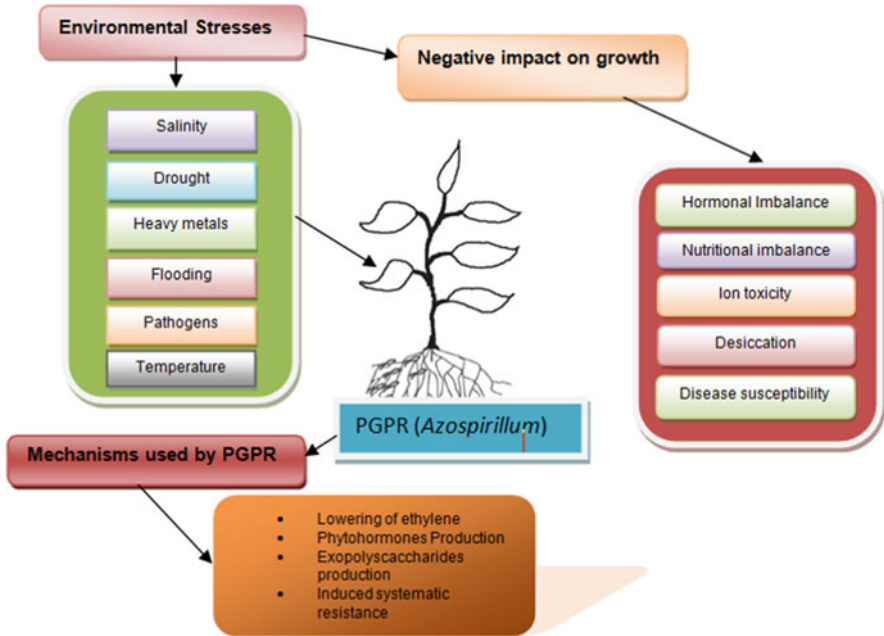 Environmental Stresses
Negative impact on growth
Salinity
Drought
Heavy metals
Flooding
Pathogens
Temperature
Hormonal Imbalance
Nutritional imbalance
Ion toxicity
Desiccation
Disease susceptibility
PGPR (Azospirillum)
Mechanisms used by PGPR
• Lowering of ethylene
• Phytohormones Production
• Exopolyscaccharides
production
• Induced systematic
resistance